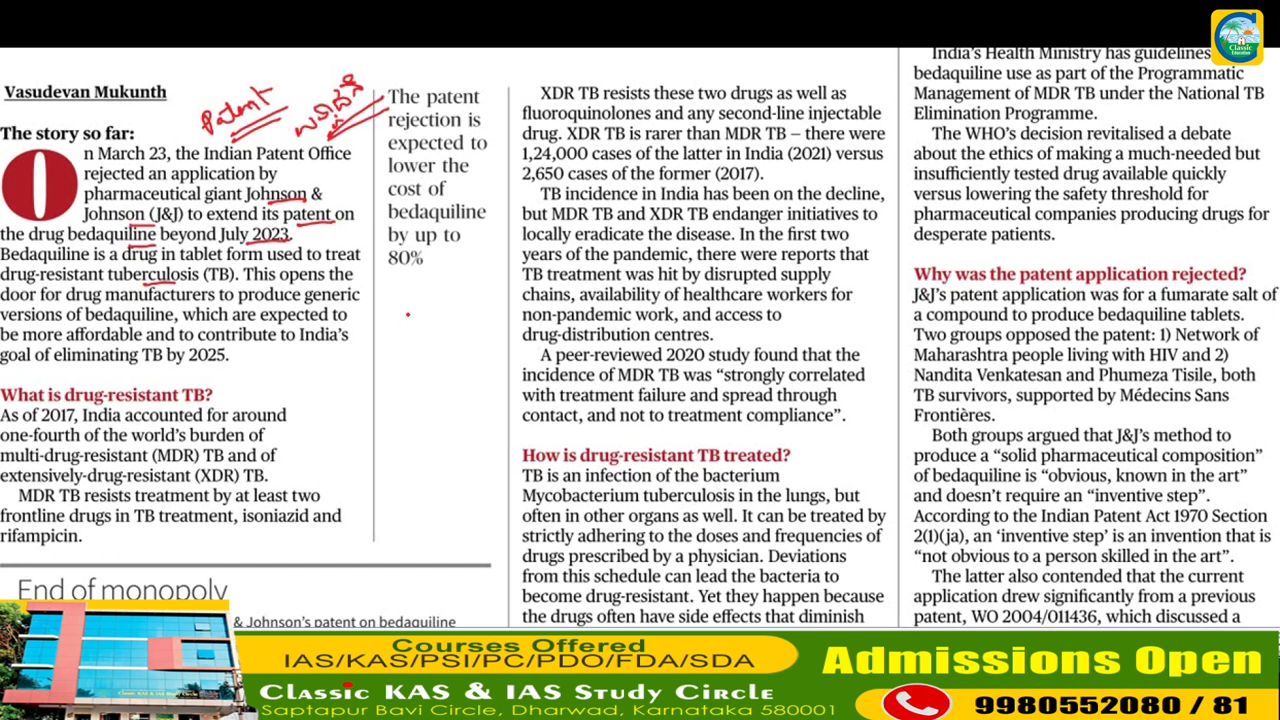 Classic
Education
Patent
Vasudevan Mukunth
The story so far:
On March 23, the Indian Patent Office
rejected an application by
pharmaceutical giant Johnson &
Johnson (J&J) to extend its patent on
the drug bedaquiline beyond July 2023.
Bedaquiline is a drug in tablet form used to treat
drug-resistant tuberculosis (TB). This opens the
door for drug manufacturers to produce generic
versions of bedaquiline, which are expected to
be more affordable and to contribute to India's
goal of eliminating TB by 2025.
What is drug-resistant TB?
As of 2017, India accounted for around
one-fourth of the world's burden of
multi-drug-resistant (MDR) TB and of
extensively-drug-resistant (XDR) TB.
MDR TB resists treatment by at least two
frontline drugs in TB treatment, isoniazid and
rifampicin.
End of monopoly
& Johnson's patent on bedaquiline
The patent
rejection is
expected to
lower the
cost of
bedaquiline
by up to
80%
XDR TB resists these two drugs as well as
fluoroquinolones and any second-line injectable
drug. XDR TB is rarer than MDR TB – there were
1,24,000 cases of the latter in India (2021) versus
2,650 cases of the former (2017).
TB incidence in India has been on the decline,
but MDR TB and XDR TB endanger initiatives to
locally eradicate the disease. In the first two
years of the pandemic, there were reports that
TB treatment was hit by disrupted supply
chains, availability of healthcare workers for
non-pandemic work, and access to
drug-distribution centres.
A peer-reviewed 2020 study found that the
incidence of MDR TB was “strongly correlated
with treatment failure and spread through
contact, and not to treatment compliance”.
How is drug-resistant TB treated?
TB is an infection of the bacterium
Mycobacterium tuberculosis in the lungs, but
often in other organs as well. It can be treated by
strictly adhering to the doses and frequencies of
drugs prescribed by a physician. Deviations
from this schedule can lead the bacteria to
become drug-resistant. Yet they happen because
the drugs often have side effects that diminish
India's Health Ministry has guidelines
bedaquiline use as part of the Programmatic
Management of MDR TB under the National TB
Elimination Programme.
The WHO's decision revitalised a debate
about the ethics of making a much-needed but
insufficiently tested drug available quickly
versus lowering the safety threshold for
pharmaceutical companies producing drugs for
desperate patients.
Why was the patent application rejected?
J&J's patent application was for a fumarate salt of
a compound to produce bedaquiline tablets.
Two groups opposed the patent: 1) Network of
Maharashtra people living with HIV and 2)
Nandita Venkatesan and Phumeza Tisile, both
TB survivors, supported by Médecins Sans
Frontières.
Both groups argued that J&J's method to
produce a “solid pharmaceutical composition”
of bedaquiline is “obvious, known in the art”
and doesn't require an “inventive step”.
According to the Indian Patent Act 1970 Section
2(1)(ja), an ‘inventive step’ is an invention that is
“not obvious to a person skilled in the art”.
The latter also contended that the current
application drew significantly from a previous
patent, WO 2004/011436, which discussed a
Courses Offered
IAS/KAS/PSI/PC/PDO/FDA/SDA
Classic KAS & IAS Study Circle
Saptapur Bavi Circle, Dharwad, Karnataka 580001
Admissions Open
9980552080 / 81